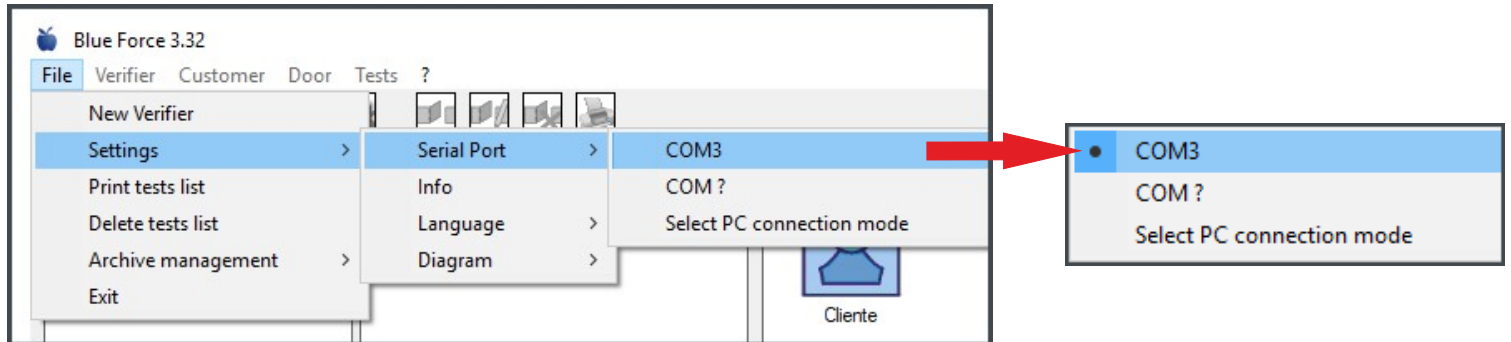 Blue Force 3.32
File Verifier Customer Door Tests ?
New Verifier
Settings > Serial Port > COM3
Print tests list Info COM ?
Delete tests list Language > Select PC connection mode
Archive management > Diagram >
Exit
Cliente
COM3
COM ?
Select PC connection mode